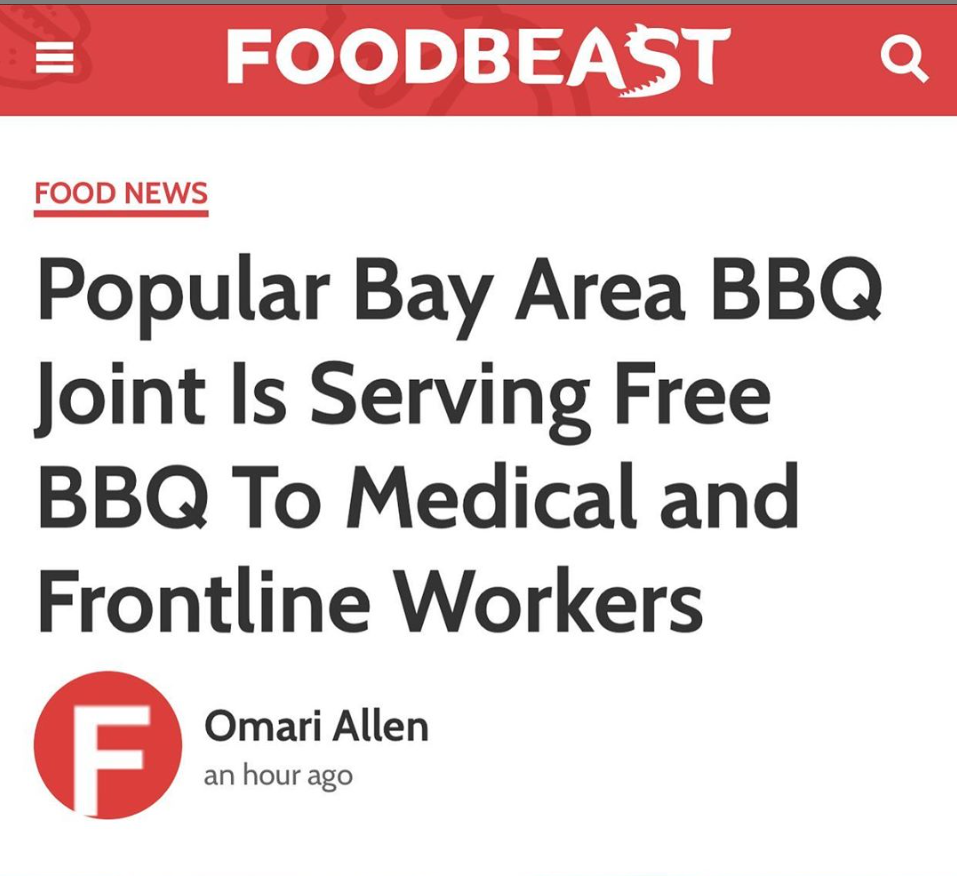 FOODBEAST
FOOD NEWS
Popular Bay Area BBQ
Joint Is Serving Free
BBQ To Medical and
Frontline Workers
F
Omari Allen
an hour ago